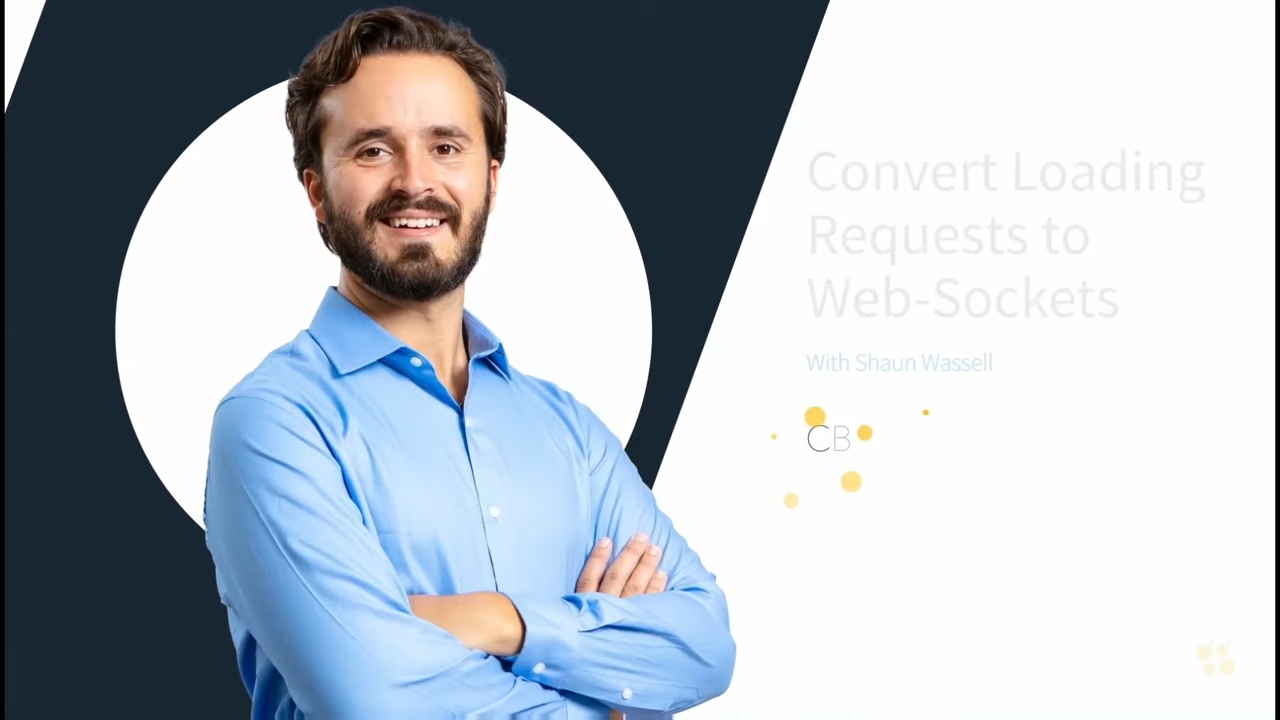 Convert Loading
Requests to
Web-Sockets
With Shaun Wassell
CB